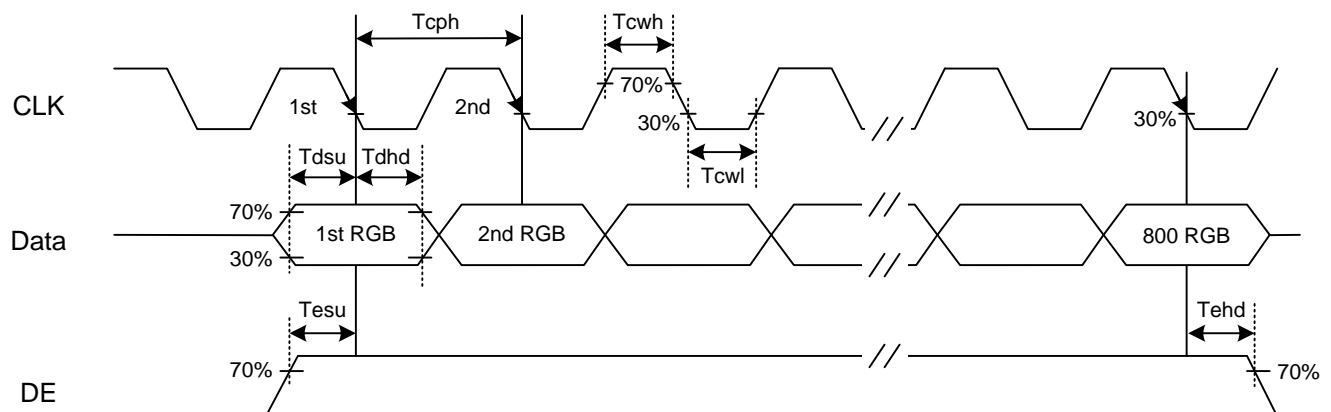 Tcph
Tcwh
CLK
1st
2nd
70%
30%
30%
Tcwl
Tdsu
Tdhd
70%
Data
1st RGB
2nd RGB
800 RGB
30%
Tesu
Tehd
70%
70%
DE